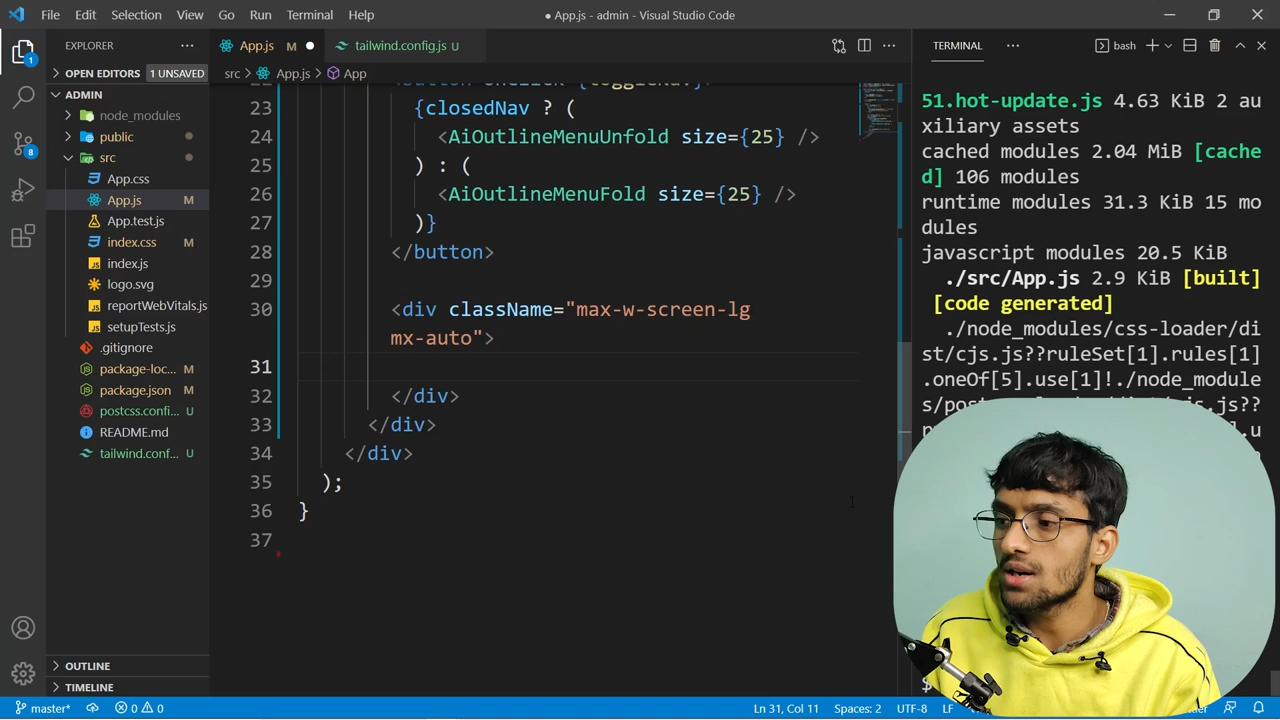 File Edit Selection View Go Run Terminal Help
● App.js - admin - Visual Studio Code
EXPLORER
OPEN EDITORS 1 UNSAVED
ADMIN
node_modules
public
src
App.css
App.js M
App.test.js
index.css M
index.js
logo.svg
reportWebVitals.js
setupTests.js
.gitignore
package-loc... M
package.json M
postcss.confi... U
README.md
tailwind.conf... U
OUTLINE
TIMELINE
App.js M
tailwind.config.js U
src > App.js > App
23 {closedNav ? (
24 <AiOutlineMenuUnfold size={25} />
25 ) : (
26 <AiOutlineMenuFold size={25} />
27 )}
28 </button>
29
30 <div className="max-w-screen-lg
mx-auto">
31
32 </div>
33 </div>
34 </div>
35 );
36 }
37
TERMINAL
bash
51.hot-update.js 4.63 KiB 2 au
xiliary assets
cached modules 2.04 MiB [cache
d] 106 modules
runtime modules 31.3 KiB 15 mo
dules
javascript modules 20.5 KiB
./src/App.js 2.9 KiB [built]
[code generated]
./node_modules/css-loader/di
st/cjs.js??ruleSet[1].rules[1]
.oneOf[5].use[1]!./node_module
master* 0 0
Ln 31, Col 11 Spaces: 2 UTF-8 LF